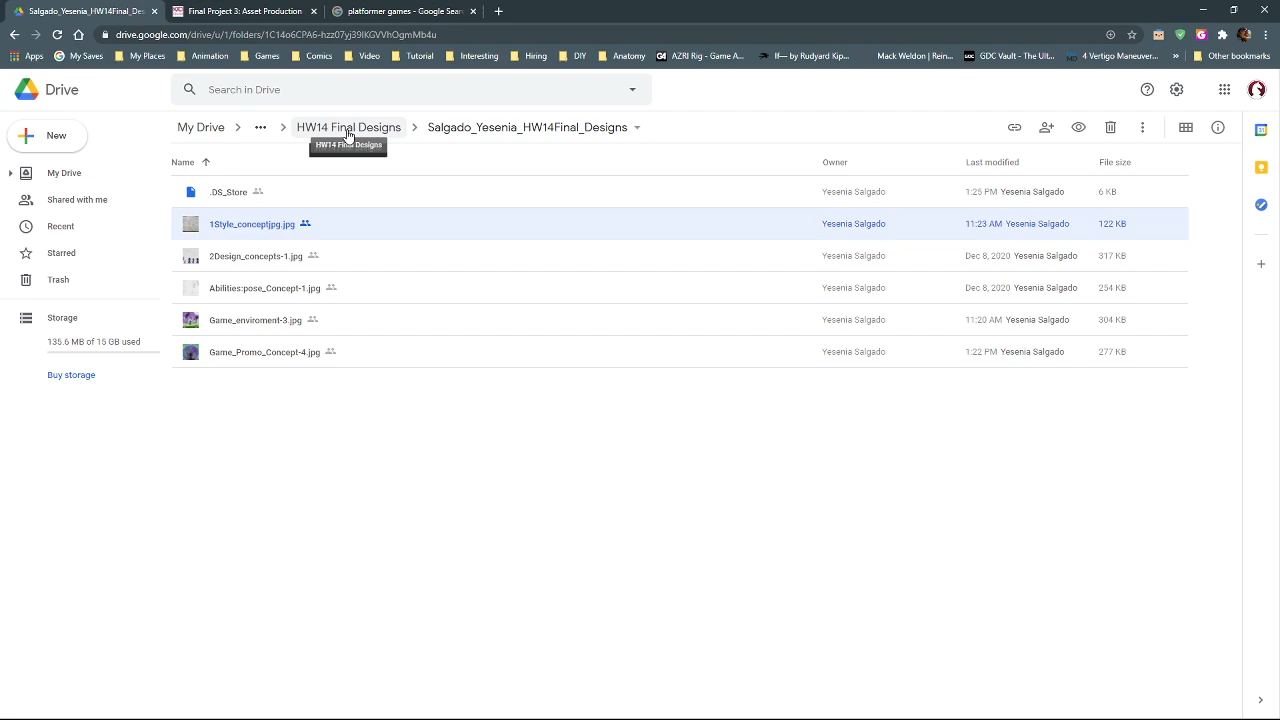 Salgado_Yesenia_HW14Final_Des
Final Project 3: Asset Production
platformer games - Google Sear
drive.google.com/drive/u/1/folders/1C14o6CPA6-hzz07yj39IKGVVhOgmMb4u
Apps My Saves My Places Animation Games Comics Video Tutorial Interesting Hiring DIY Anatomy AZRI Rig — Game A... If— by Rudyard Kip... Mack Weldon | Rein... GDC Vault - The Ult... 4 Vertigo Maneuver... » Other bookmarks
Drive
Search in Drive
New
My Drive > ••• > HW14 Final Designs > Salgado_Yesenia_HW14Final_Designs
HW14 Final Designs
My Drive
Shared with me
Recent
Starred
Trash
Storage
135.6 MB of 15 GB used
Buy storage
Name Owner Last modified File size
.DS_Store Yesenia Salgado 1:25 PM Yesenia Salgado 6 KB
1Style_conceptjpg.jpg Yesenia Salgado 11:23 AM Yesenia Salgado 122 KB
2Design_concepts-1.jpg Yesenia Salgado Dec 8, 2020 Yesenia Salgado 317 KB
Abilities:pose_Concept-1.jpg Yesenia Salgado Dec 8, 2020 Yesenia Salgado 254 KB
Game_enviroment-3.jpg Yesenia Salgado 11:20 AM Yesenia Salgado 304 KB
Game_Promo_Concept-4.jpg Yesenia Salgado 1:22 PM Yesenia Salgado 277 KB